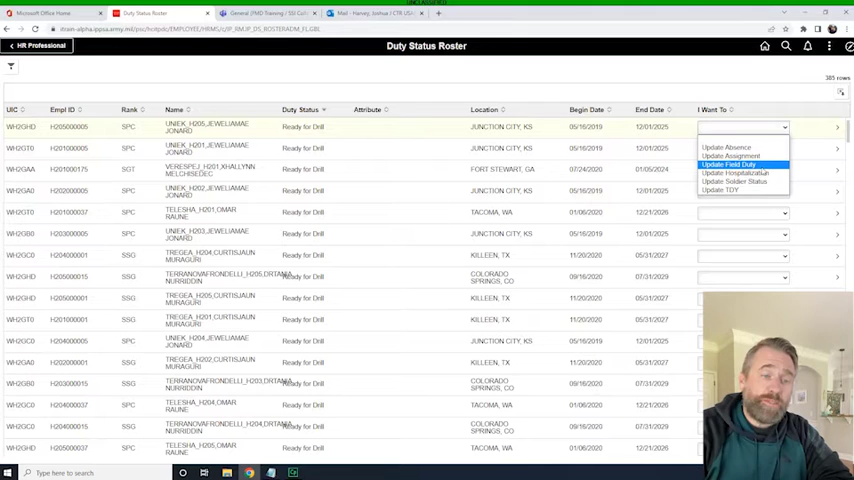 UNCLASSIFIED
Microsoft Office Home
Duty Status Roster
General (FMD Training / SSI Coll
Mail - Harvey, Joshua J CTR USA
HR Professional
Duty Status Roster
385 rows
UIC Empl ID Rank Name Duty Status Attribute Location Begin Date End Date I Want To
WH2GHD H205000005 SPC UNIEK_H205,JEWELIAMAE JONARD Ready for Drill JUNCTION CITY, KS 05/16/2019 12/01/2025
WH2GT0 H201000005 SPC UNIEK_H201,JEWELIAMAE JONARD Ready for Drill JUNCTION CITY, KS 05/16/2019 12/01/2025
WH2GAA H201000175 SGT VERESPEJ_H201,XHALLYNN MELCHISEDEC Ready for Drill FORT STEWART, GA 07/24/2020 01/05/2024
WH2GA0 H202000005 SPC UNIEK_H202,JEWELIAMAE JONARD Ready for Drill JUNCTION CITY, KS 05/16/2019 12/01/2025
WH2GT0 H201000037 SPC TELESHA_H201,OMAR RAUNE Ready for Drill TACOMA, WA 01/06/2020 12/21/2026
WH2GB0 H203000005 SPC UNIEK_H203,JEWELIAMAE JONARD Ready for Drill JUNCTION CITY, KS 05/16/2019 12/01/2025
WH2GC0 H204000001 SSG TREGEA_H204,CURTISJAUN MURAGURI Ready for Drill KILLEEN, TX 11/20/2020 05/31/2027
WH2GHD H205000015 SSG TERRANOVAFRONDELLI_H205,DRTANIA NURRIDDIN Ready for Drill COLORADO SPRINGS, CO 09/16/2020 07/31/2029
WH2GHD H205000001 SSG TREGEA_H205,CURTISJAUN MURAGURI Ready for Drill KILLEEN, TX 11/20/2020 05/31/2027
WH2GT0 H201000001 SSG TREGEA_H201,CURTISJAUN MURAGURI Ready for Drill KILLEEN, TX 11/20/2020 05/31/2027
WH2GC0 H204000005 SPC UNIEK_H204,JEWELIAMAE JONARD Ready for Drill JUNCTION CITY, KS 05/16/2019 12/01/2025
WH2GA0 H202000001 SSG TREGEA_H202,CURTISJAUN MURAGURI Ready for Drill KILLEEN, TX 11/20/2020 05/31/2027
WH2GB0 H203000015 SSG TERRANOVAFRONDELLI_H203,DRTANIA NURRIDDIN Ready for Drill COLORADO SPRINGS, CO 09/16/2020 07/31/2029
WH2GC0 H204000037 SPC TELESHA_H204,OMAR RAUNE Ready for Drill TACOMA, WA 01/06/2020 12/21/2026
WH2GC0 H204000015 SSG TERRANOVAFRONDELLI_H204,DRTANIA NURRIDDIN Ready for Drill COLORADO SPRINGS, CO 09/16/2020 07/31/2029
WH2GHD H205000037 SPC TELESHA_H205,OMAR RAUNE Ready for Drill TACOMA, WA 01/06/2020 12/21/2026
Update Absence
Update Assignment
Update Field Duty
Update Hospitalization
Update Soldier Status
Update TDY
Type here to search